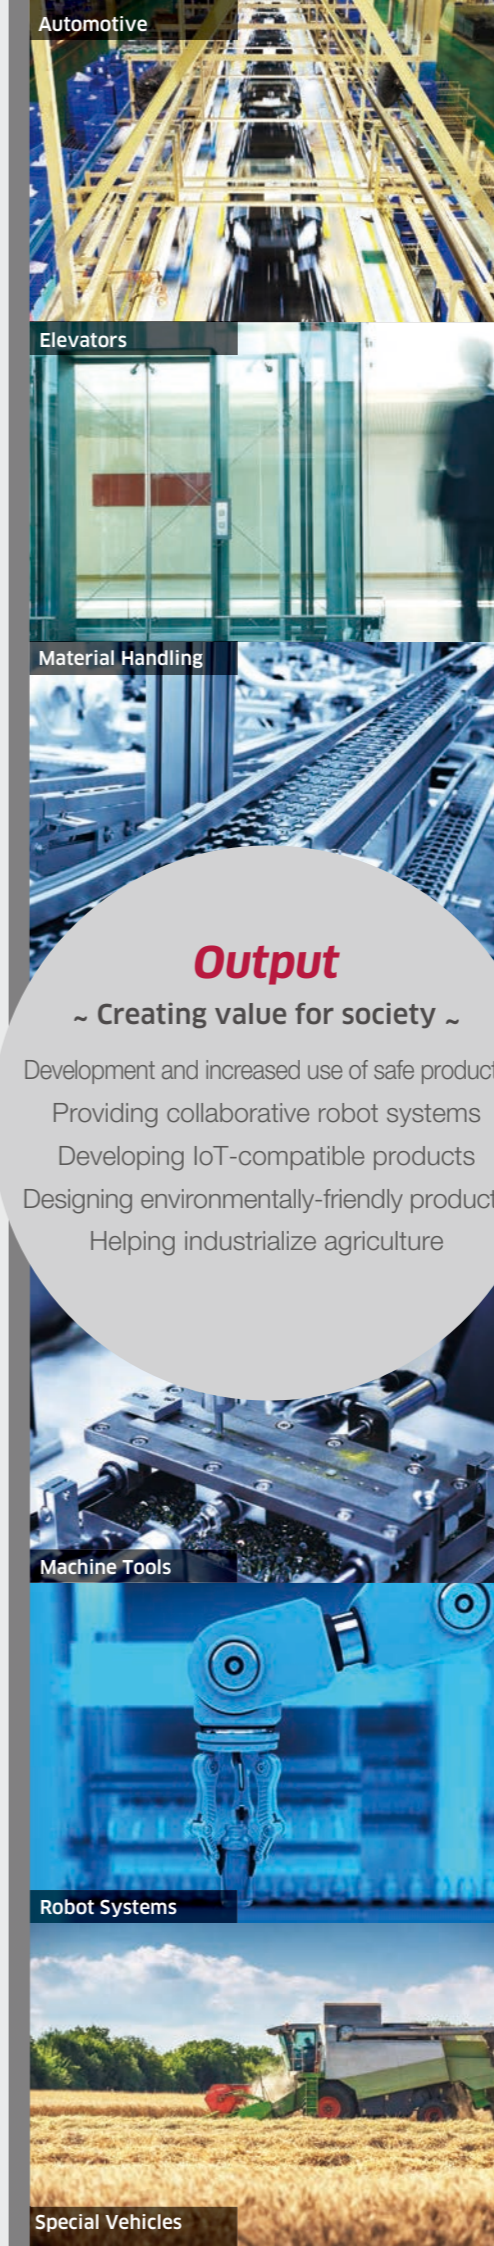 Automotive
Elevators
Material Handling
Output
~ Creating value for society ~
Development and increased use of safe product
Providing collaborative robot systems
Developing IoT-compatible products
Designing environmentally-friendly product
Helping industrialize agriculture
Machine Tools
Robot Systems
Special Vehicles